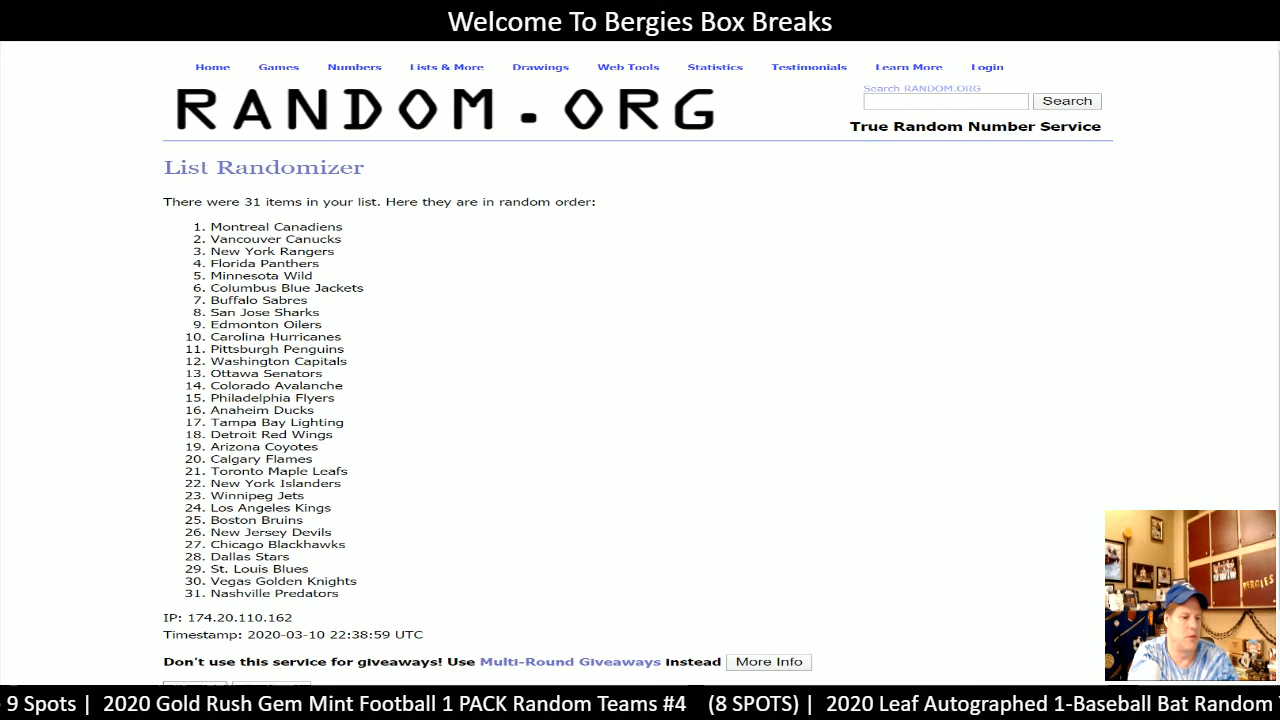 Welcome To Bergies Box Breaks
Home Games Numbers Lists & More Drawings Web Tools Statistics Testimonials Learn More Login
RANDOM.ORG
Search RANDOM.ORG
Search
True Random Number Service
List Randomizer
There were 31 items in your list. Here they are in random order:
1. Montreal Canadiens
2. Vancouver Canucks
3. New York Rangers
4. Florida Panthers
5. Minnesota Wild
6. Columbus Blue Jackets
7. Buffalo Sabres
8. San Jose Sharks
9. Edmonton Oilers
10. Carolina Hurricanes
11. Pittsburgh Penguins
12. Washington Capitals
13. Ottawa Senators
14. Colorado Avalanche
15. Philadelphia Flyers
16. Anaheim Ducks
17. Tampa Bay Lighting
18. Detroit Red Wings
19. Arizona Coyotes
20. Calgary Flames
21. Toronto Maple Leafs
22. New York Islanders
23. Winnipeg Jets
24. Los Angeles Kings
25. Boston Bruins
26. New Jersey Devils
27. Chicago Blackhawks
28. Dallas Stars
29. St. Louis Blues
30. Vegas Golden Knights
31. Nashville Predators
IP: 174.20.110.162
Timestamp: 2020-03-10 22:38:59 UTC
Don't use this service for giveaways! Use Multi-Round Giveaways instead More Info
BERGIES
9 Spots | 2020 Gold Rush Gem Mint Football 1 PACK Random Teams #4 (8 SPOTS) | 2020 Leaf Autographed 1-Baseball Bat Random